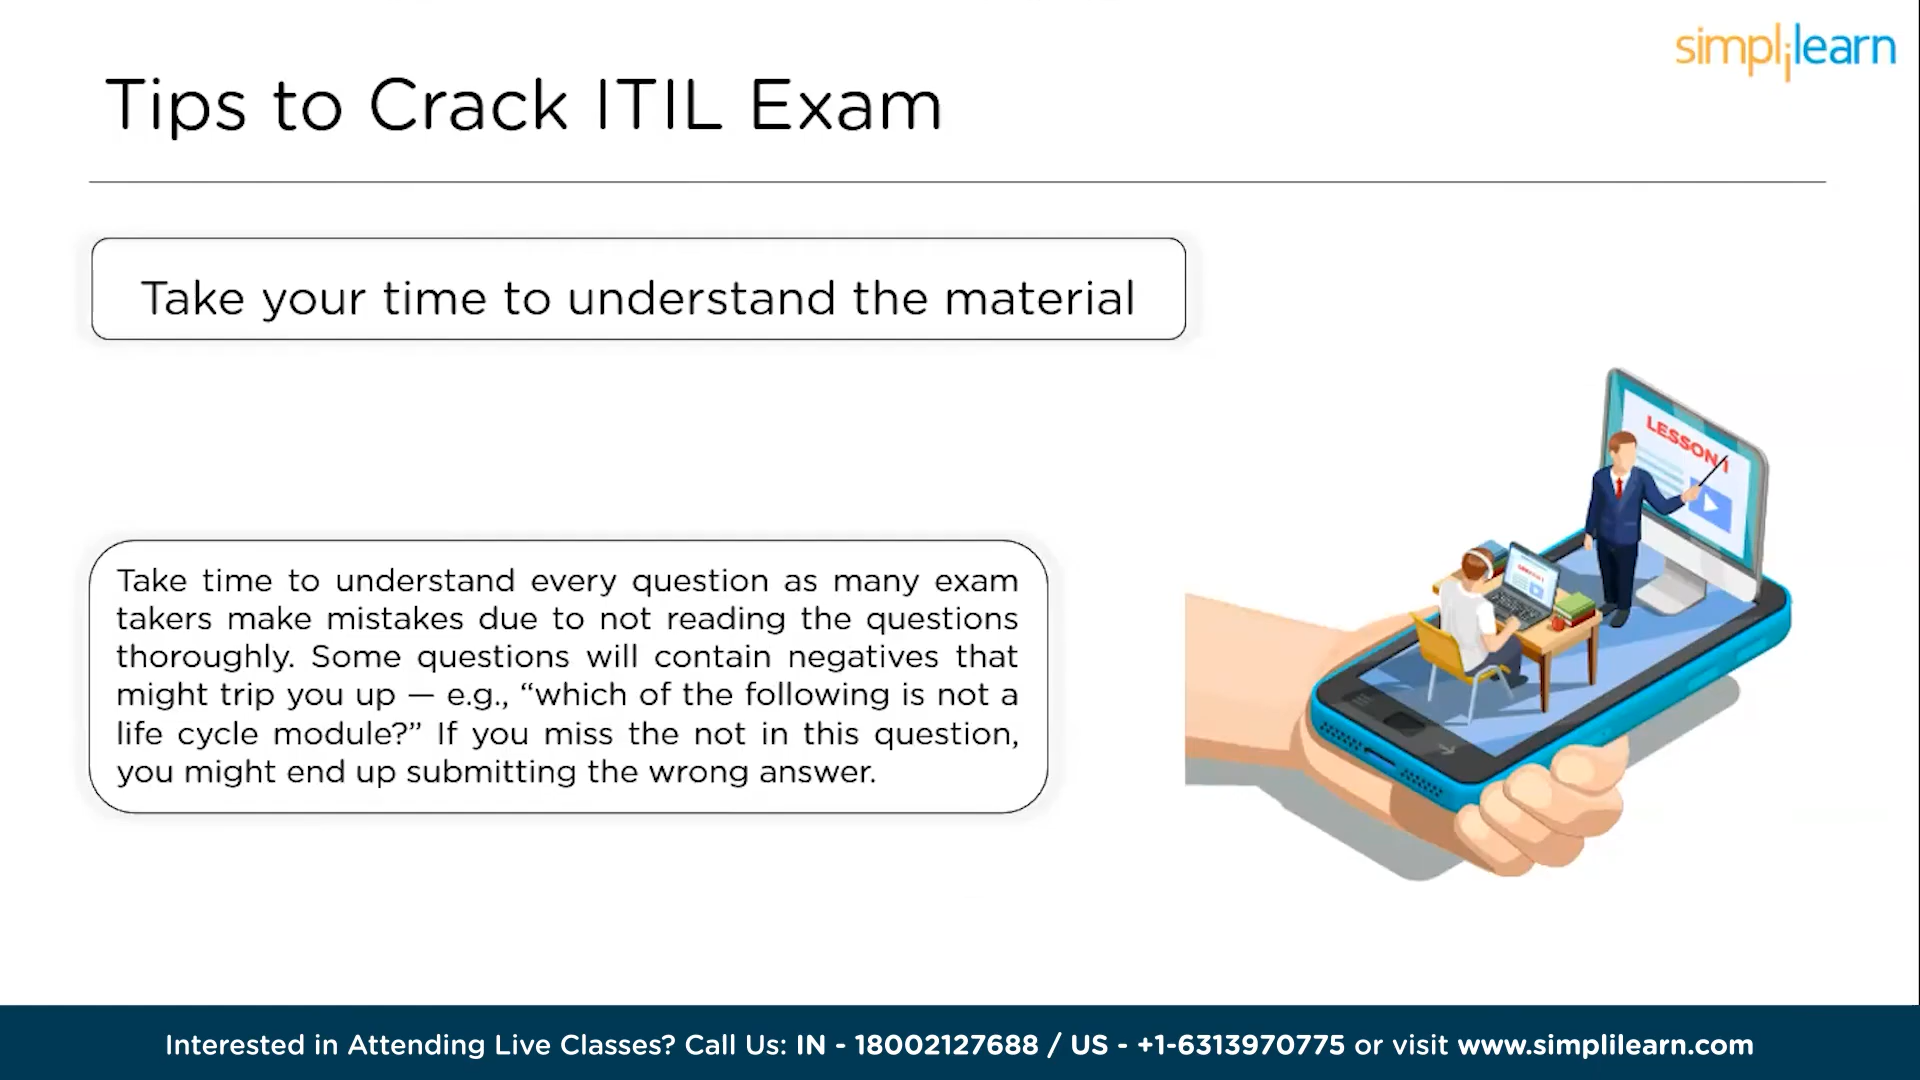 simplilearn
Tips to Crack ITIL Exam
Take your time to understand the material
LESSON 1
Take time to understand every question as many exam
takers make mistakes due to not reading the questions
thoroughly. Some questions will contain negatives that
might trip you up — e.g., “which of the following is not a
life cycle module?” If you miss the not in this question,
you might end up submitting the wrong answer.
Interested in Attending Live Classes? Call Us: IN - 18002127688 / US - +1-6313970775 or visit www.simplilearn.com